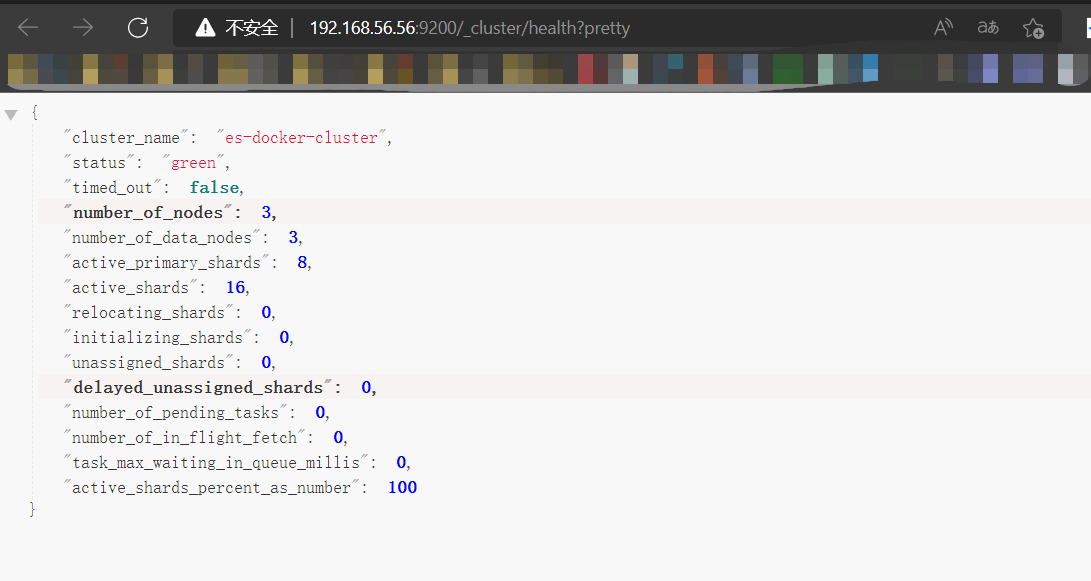 不安全 | 192.168.56.56:9200/_cluster/health?pretty
{
"cluster_name": "es-docker-cluster",
"status": "green",
"timed_out": false,
"number_of_nodes": 3,
"number_of_data_nodes": 3,
"active_primary_shards": 8,
"active_shards": 16,
"relocating_shards": 0,
"initializing_shards": 0,
"unassigned_shards": 0,
"delayed_unassigned_shards": 0,
"number_of_pending_tasks": 0,
"number_of_in_flight_fetch": 0,
"task_max_waiting_in_queue_millis": 0,
"active_shards_percent_as_number": 100
}